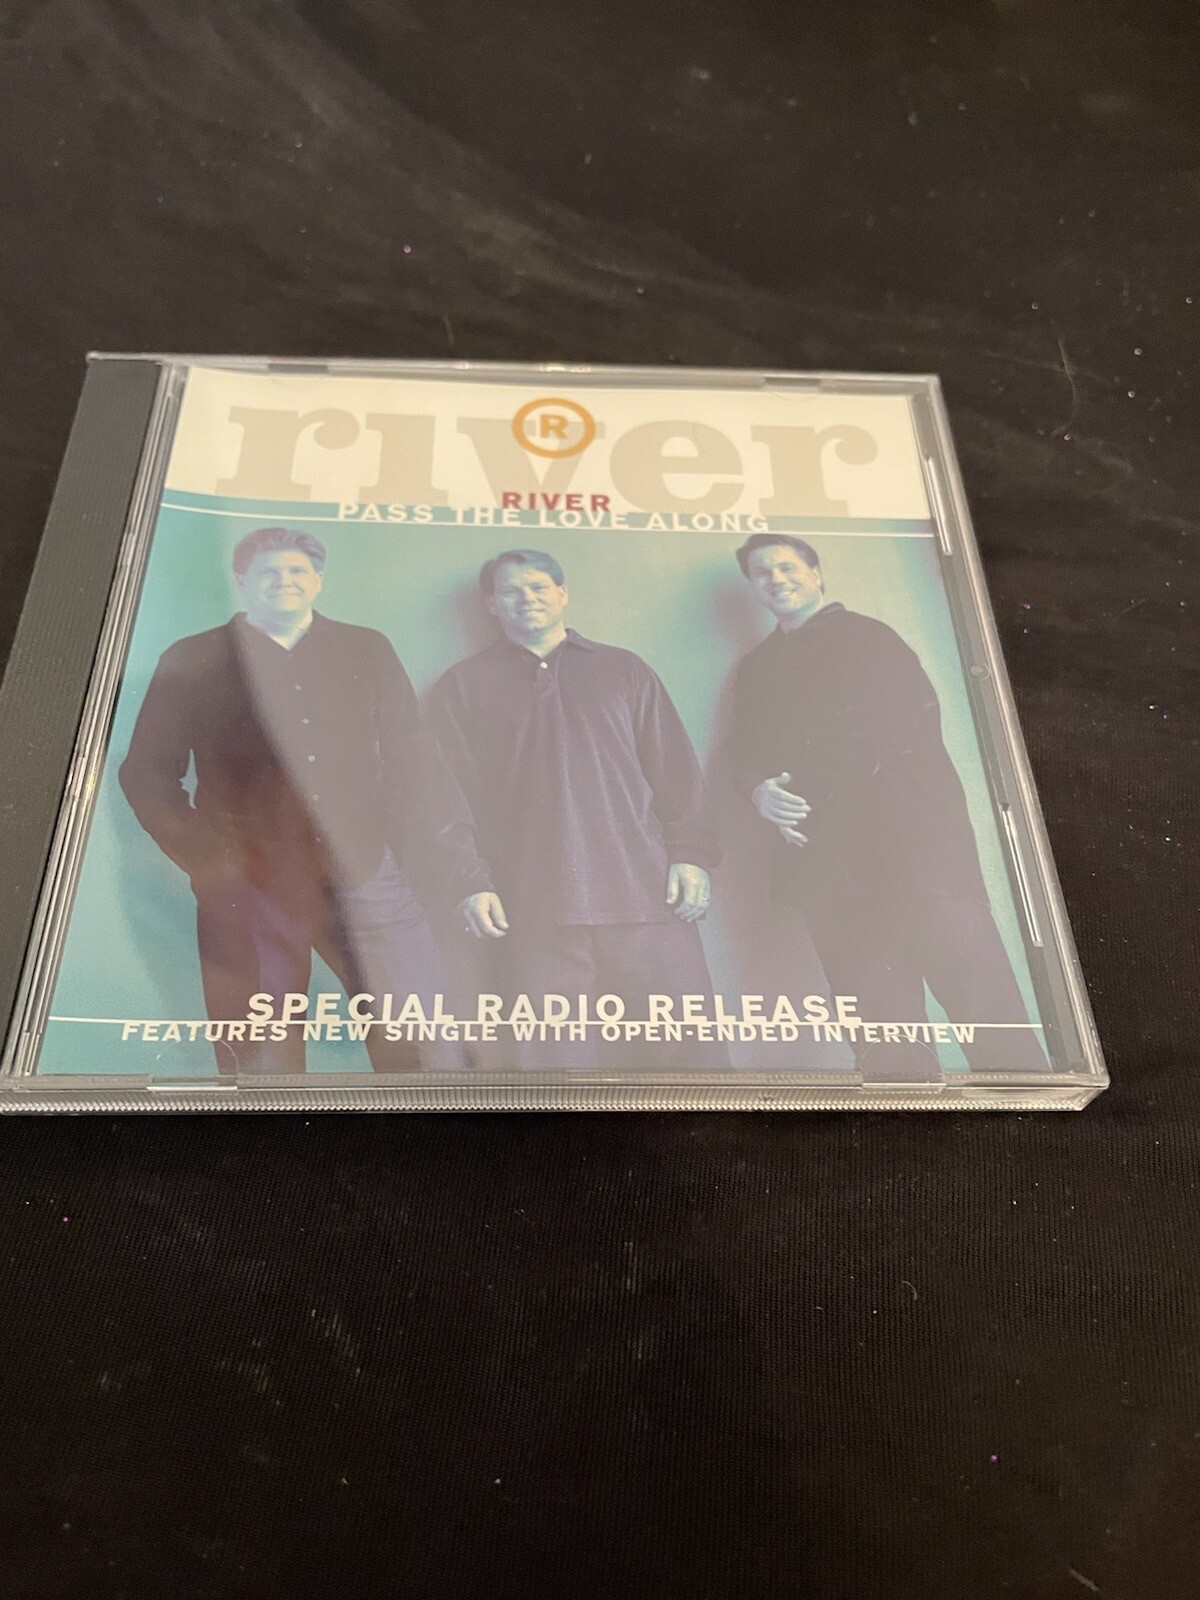 river
R
RIVER
PASS THE LOVE ALONG
SPECIAL RADIO RELEASE
FEATURES NEW SINGLE WITH OPEN-ENDED INTERVIEW